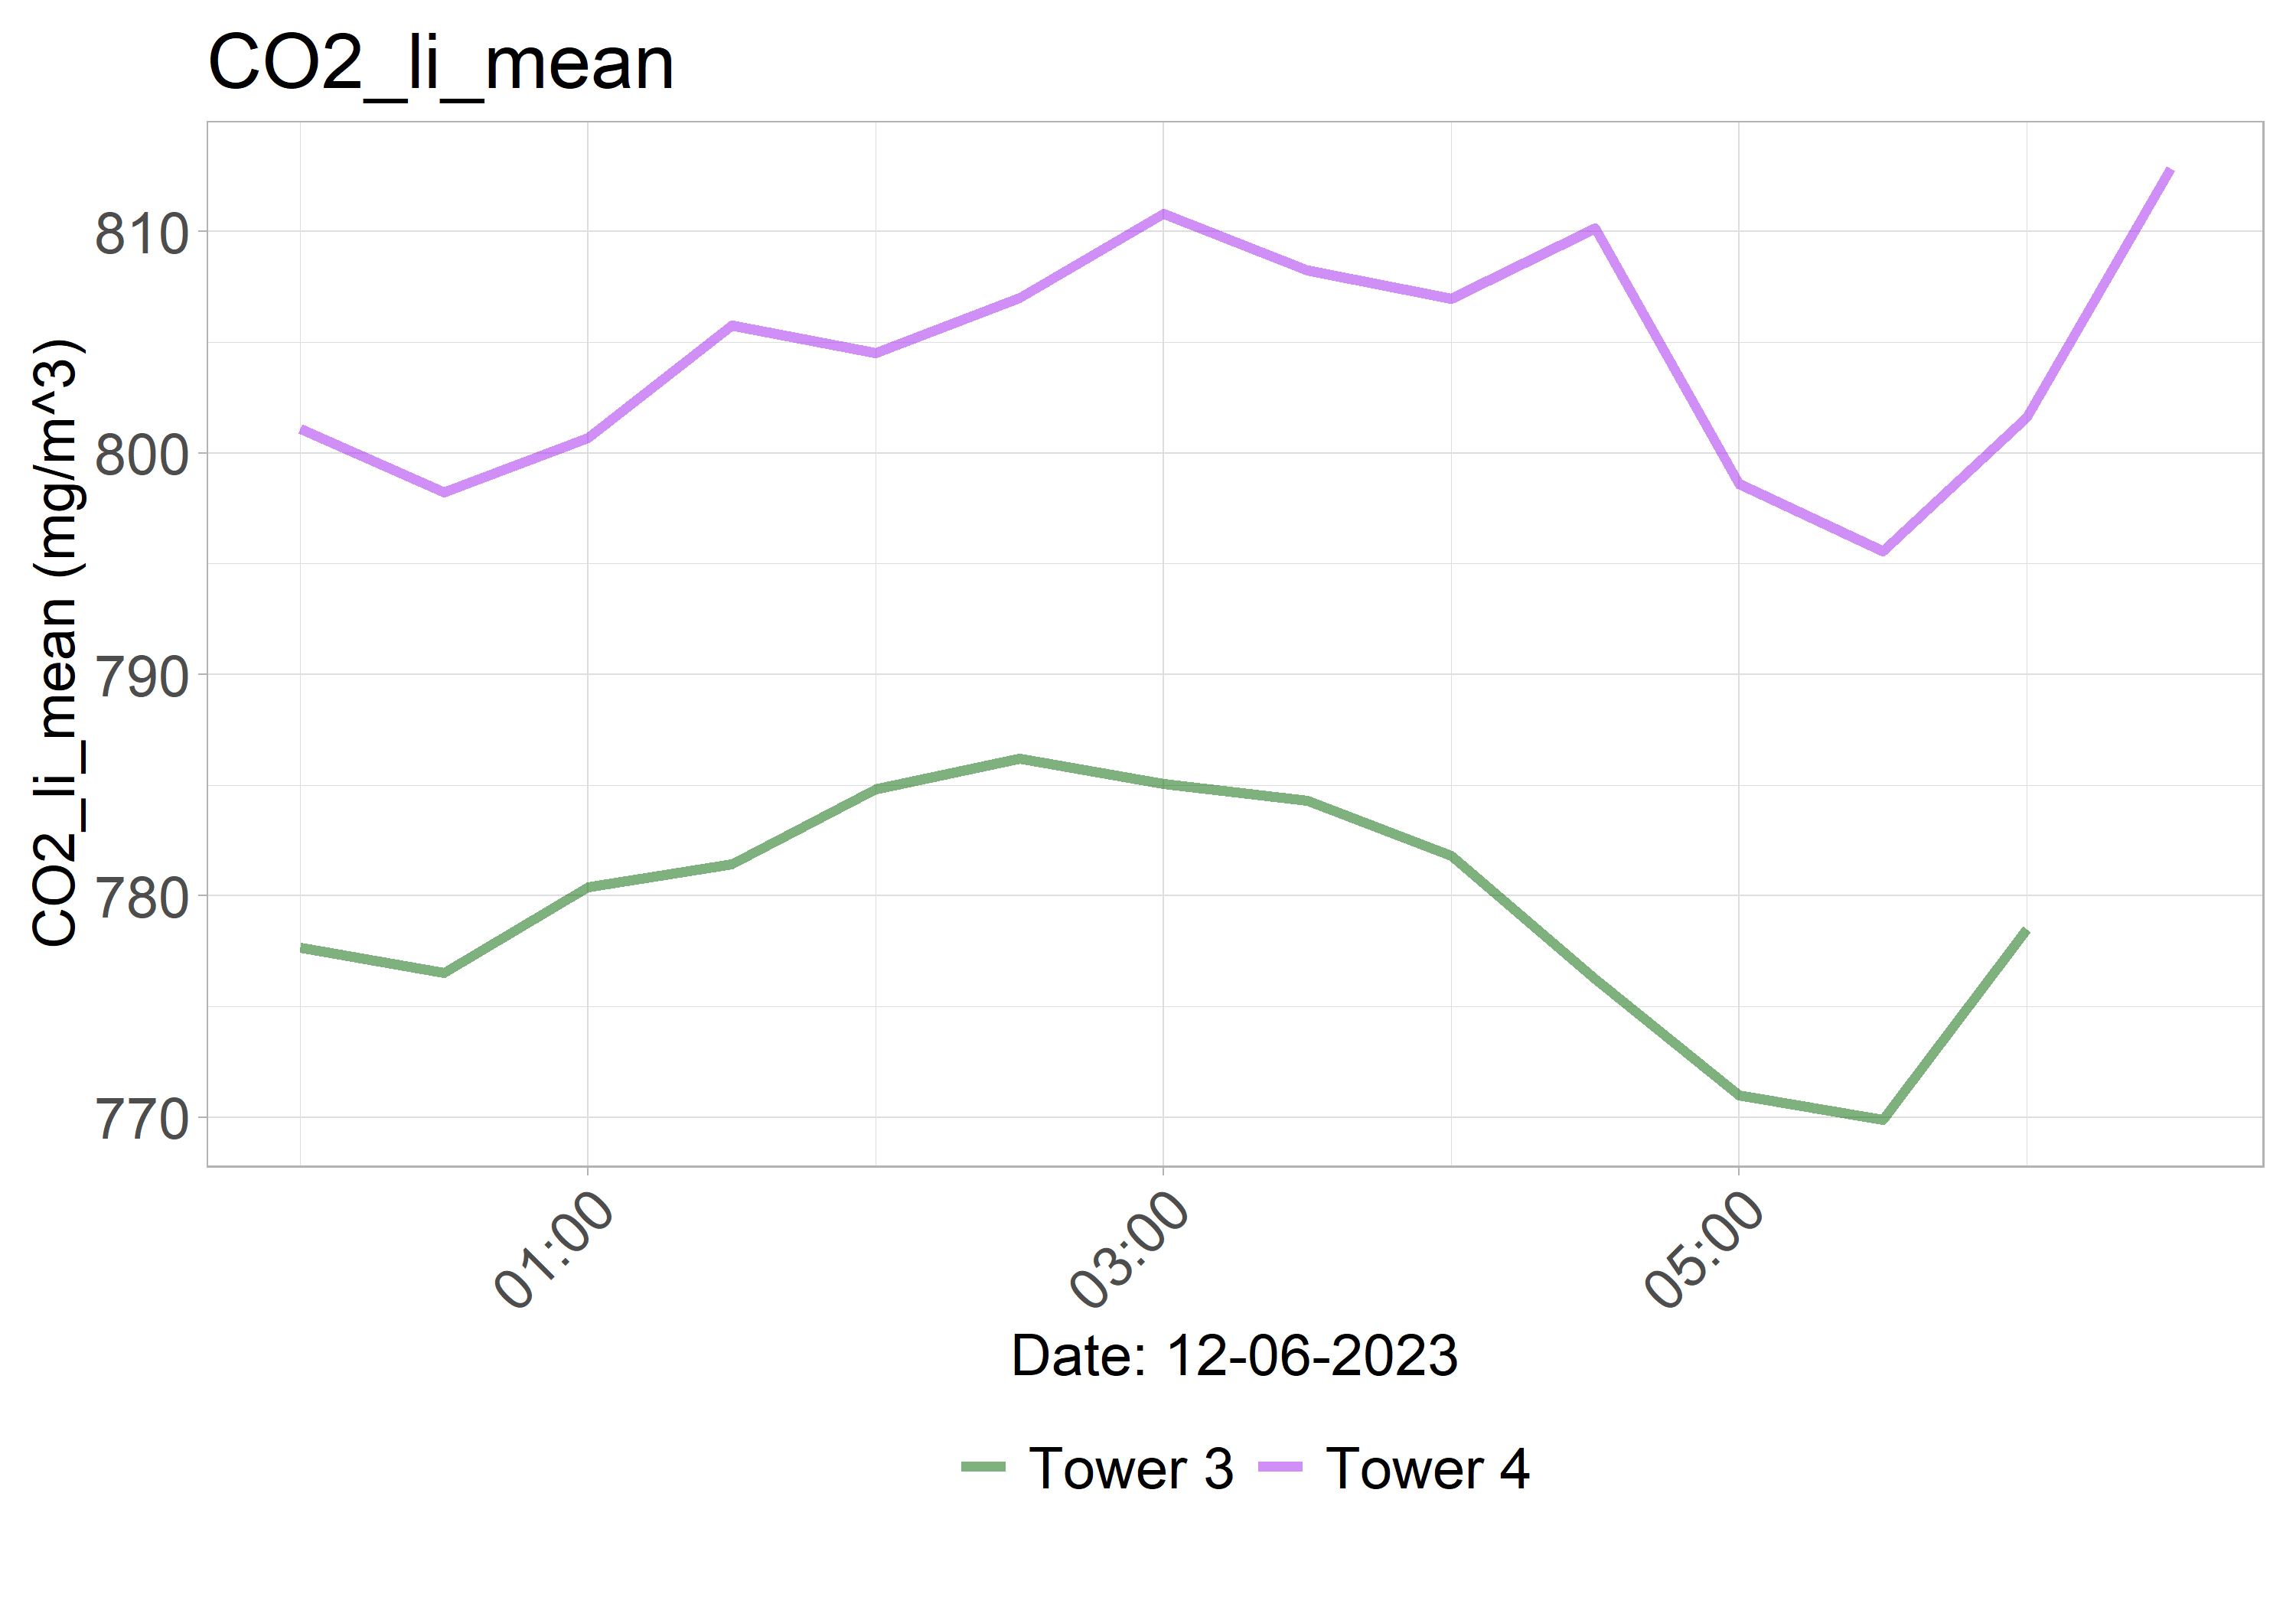 CO2_li_mean
CO2_li_mean (mg/m^3)
810
800
790
780
770
01:00
03:00
05:00
Date: 12-06-2023
Tower 3
Tower 4